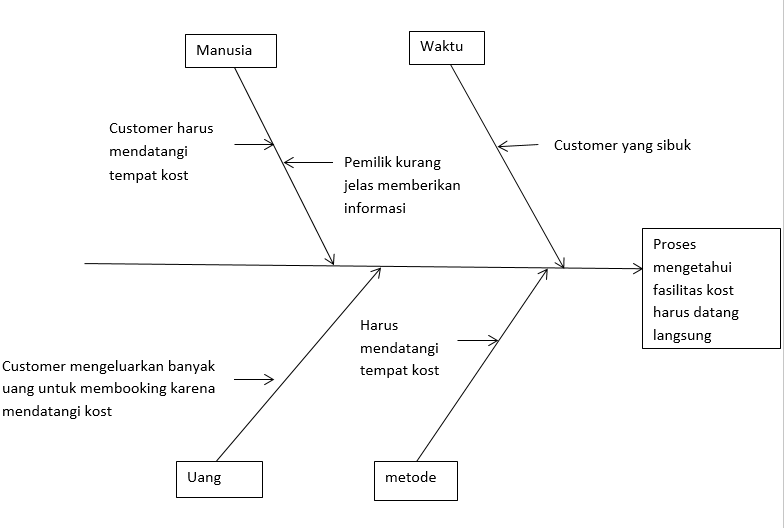 Manusia
Waktu
Customer harus
mendatangi
tempat kost
Pemilik kurang
jelas memberikan
informasi
Customer yang sibuk
Proses
mengetahui
fasilitas kost
harus datang
langsung
Harus
mendatangi
tempat kost
Customer mengeluarkan banyak
uang untuk membooking karena
mendatangi kost
Uang
metode